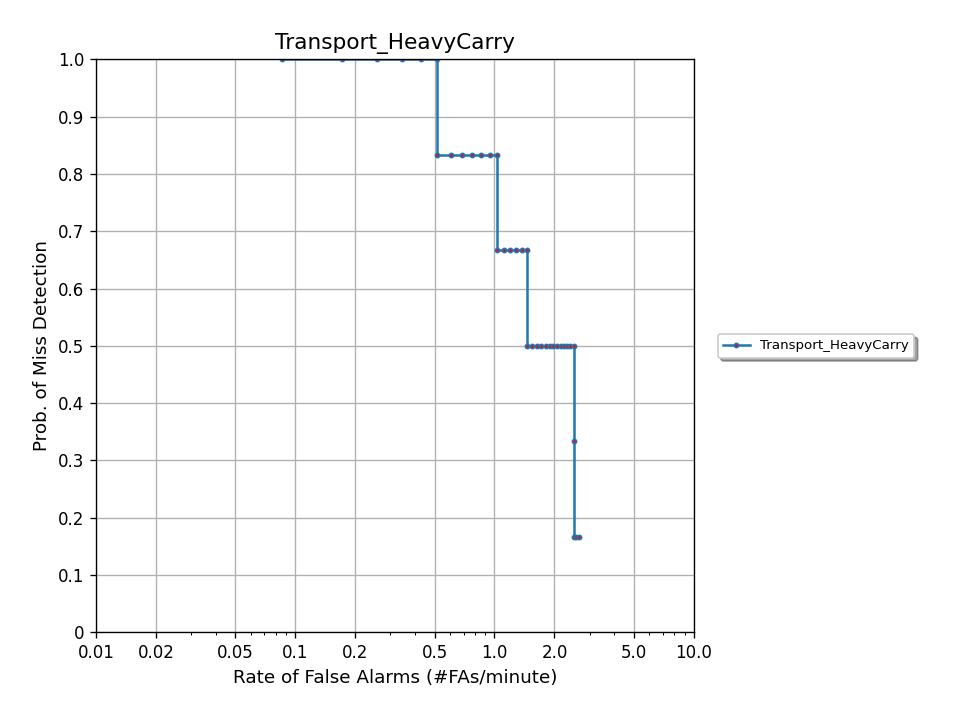 Transport_HeavyCarry
1.0
0.9
0.8
0.7
0.6
0.5
0.4
0.3
0.2
0.1
0
Prob. of Miss Detection
0.01 0.02 0.05 0.1 0.2 0.5 1.0 2.0 5.0 10.0
Rate of False Alarms (#FAs/minute)
Transport_HeavyCarry